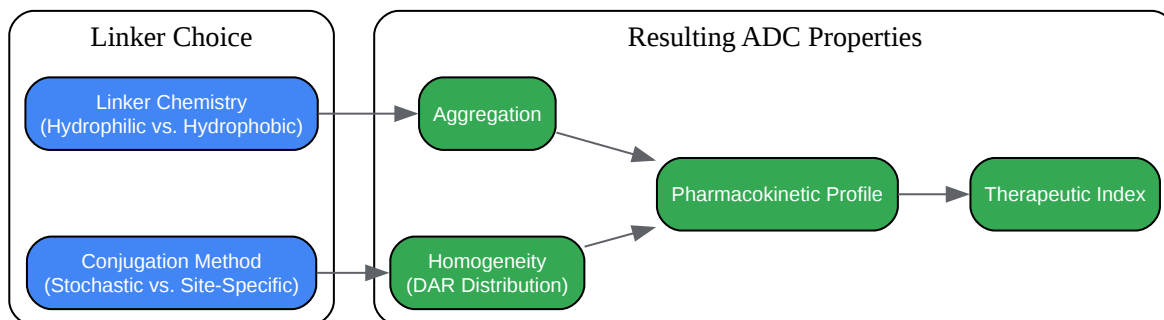 Linker Choice
Resulting ADC Properties
Linker Chemistry
(Hydrophilic vs. Hydrophobic)
Aggregation
Pharmacokinetic Profile
Therapeutic Index
Conjugation Method
(Stochastic vs. Site-Specific)
Homogeneity
(DAR Distribution)